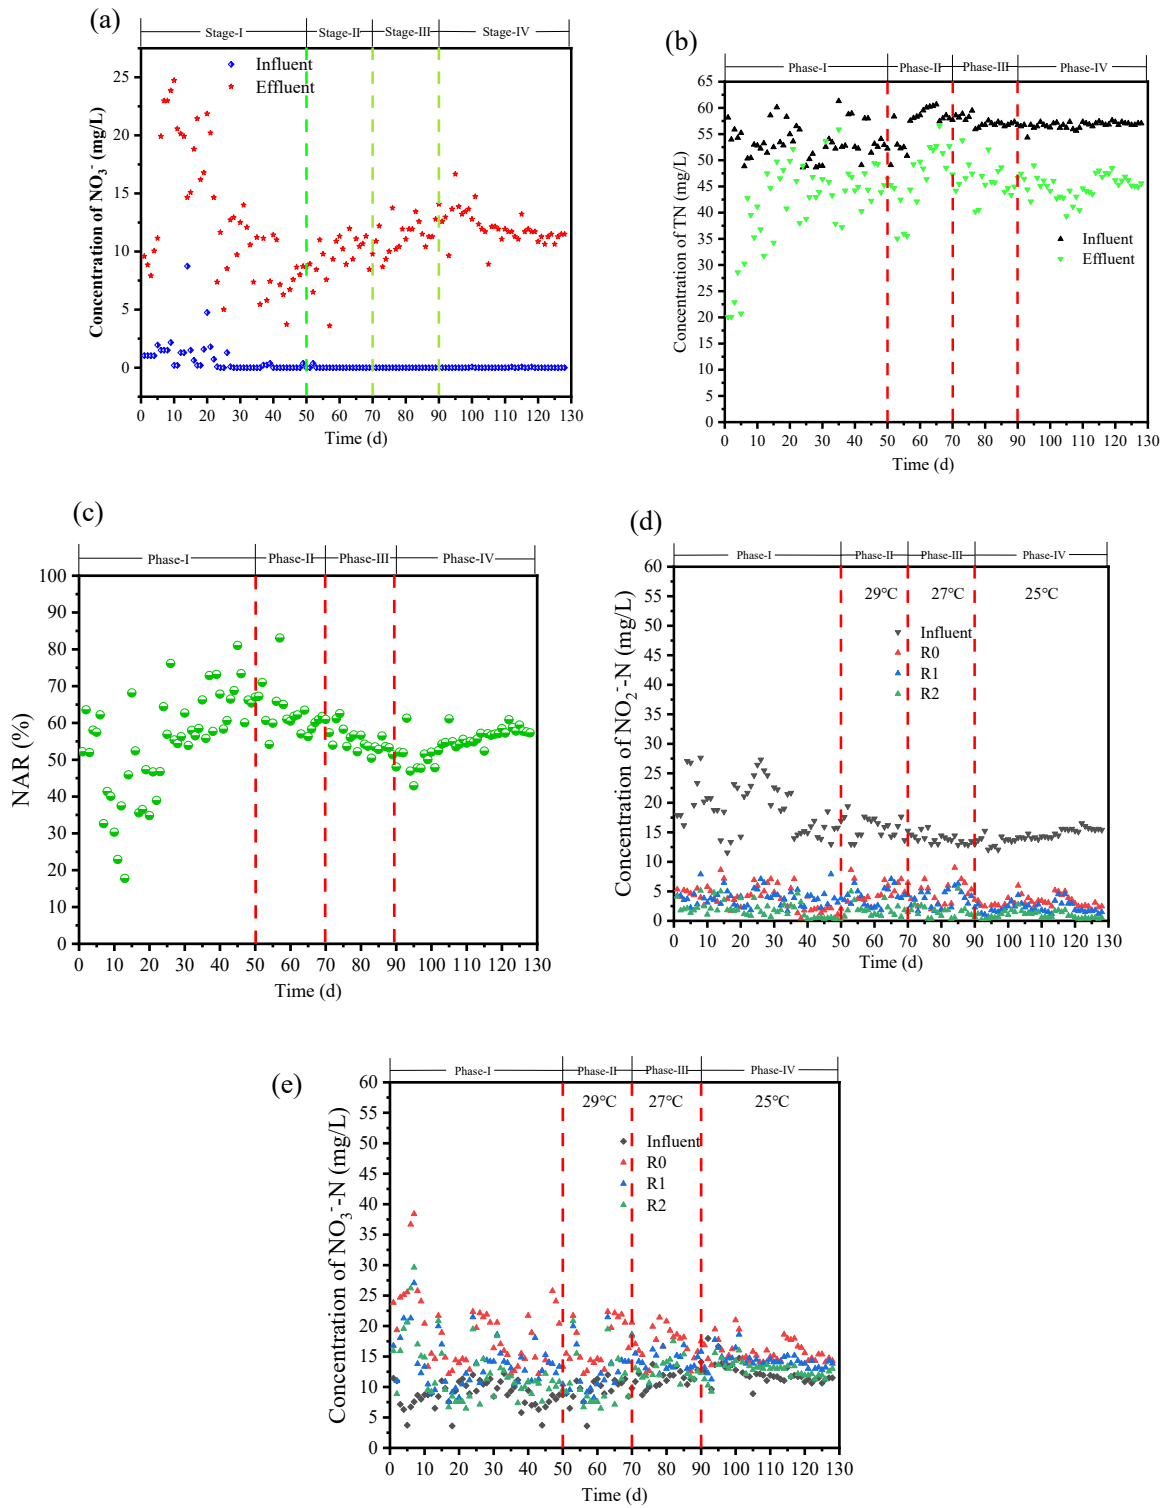 (a)
Stage-I Stage-II Stage-III Stage-IV
Influent
Effluent
Concentration of NO3- (mg/L)
25
20
15
10
5
0
0 10 20 30 40 50 60 70 80 90 100 110 120 130
Time (d)
(b)
Phase-I Phase-II Phase-III Phase-IV
65
60
55
50
45
40
35
30
25
20
15
10
5
0
Concentration of TN (mg/L)
Influent
Effluent
0 10 20 30 40 50 60 70 80 90 100 110 120 130
Time (d)
(c)
Phase-I Phase-II Phase-III Phase-IV
100
90
80
70
60
50
40
30
20
10
0
NAR (%)
0 10 20 30 40 50 60 70 80 90 100 110 120 130
Time (d)
(d)
Phase-I Phase-II Phase-III Phase-IV
29℃ 27℃ 25℃
Influent
R0
R1
R2
60
55
50
45
40
35
30
25
20
15
10
5
0
Concentration of NO2--N (mg/L)
0 10 20 30 40 50 60 70 80 90 100 110 120 130
Time (d)
(e)
Phase-I Phase-II Phase-III Phase-IV
29℃ 27℃ 25℃
Influent
R0
R1
R2
60
55
50
45
40
35
30
25
20
15
10
5
0
Concentration of NO3--N (mg/L)
0 10 20 30 40 50 60 70 80 90 100 110 120 130
Time (d)